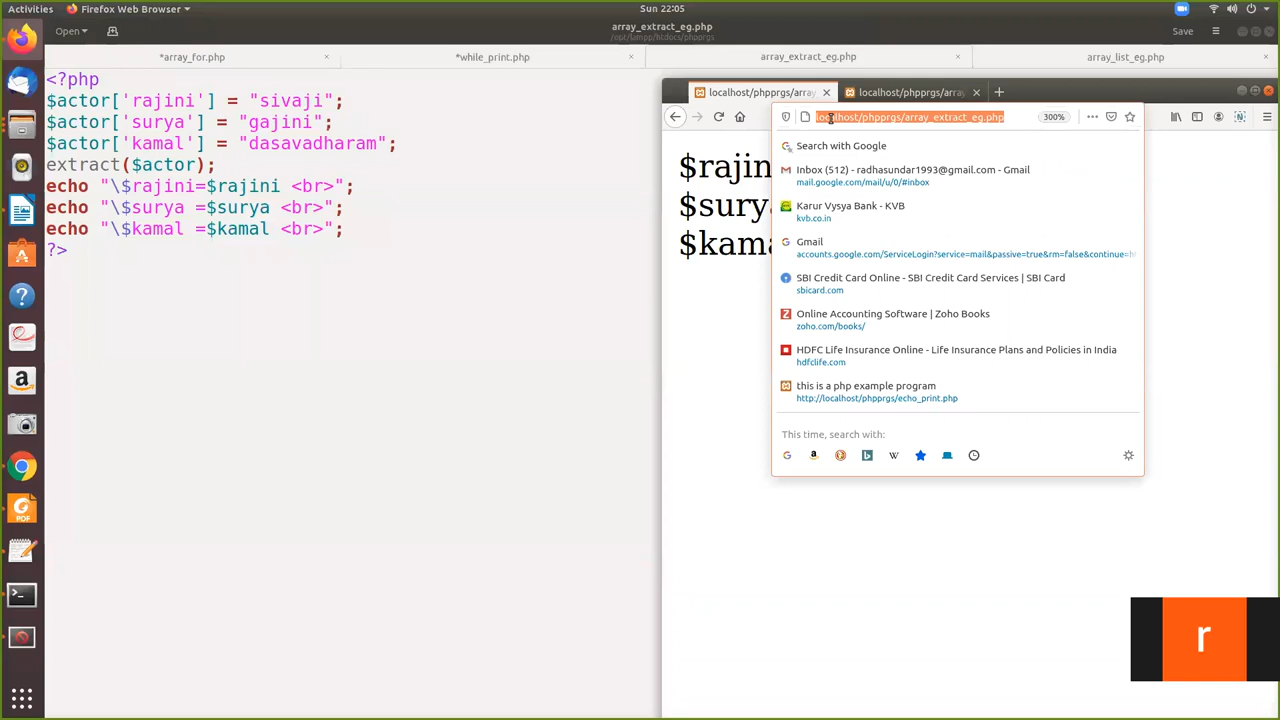 Activities
Firefox Web Browser
Sun 22:05
Open
array_extract_eg.php
/opt/lampp/htdocs/phpprgs
Save
*array_for.php
*while_print.php
array_extract_eg.php
array_list_eg.php
<?php
$actor['rajini'] = "sivaji";
$actor['surya'] = "gajini";
$actor['kamal'] = "dasavadharam";
extract($actor);
echo "\$rajini=$rajini <br>";
echo "\$surya =$surya <br>";
echo "\$kamal =$kamal <br>";
?>
localhost/phpprgs/array
localhost/phpprgs/array
localhost/phpprgs/array_extract_eg.php
300%
$rajin
$surya
$kama
Search with Google
Inbox (512) - radhasundar1993@gmail.com - Gmail
mail.google.com/mail/u/0/#inbox
Karur Vysya Bank - KVB
kvb.co.in
Gmail
accounts.google.com/ServiceLogin?service=mail&passive=true&rm=false&continue=h
SBI Credit Card Online - SBI Credit Card Services | SBI Card
sbicard.com
Online Accounting Software | Zoho Books
zoho.com/books/
HDFC Life Insurance Online - Life Insurance Plans and Policies in India
hdfclife.com
this is a php example program
http://localhost/phpprgs/echo_print.php
This time, search with:
r